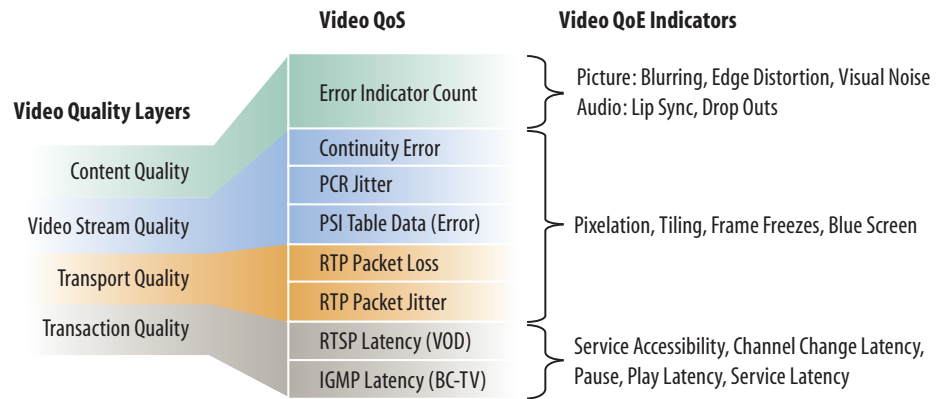 Video QoS
Video QoE Indicators
Video Quality Layers
Content Quality
Video Stream Quality
Transport Quality
Transaction Quality
Error Indicator Count
Continuity Error
PCR Jitter
PSI Table Data (Error)
RTP Packet Loss
RTP Packet Jitter
RTSP Latency (VOD)
IGMP Latency (BC-TV)
Picture: Blurring, Edge Distortion, Visual Noise
Audio: Lip Sync, Drop Outs
Pixelation, Tiling, Frame Freezes, Blue Screen
Service Accessibility, Channel Change Latency,
Pause, Play Latency, Service Latency